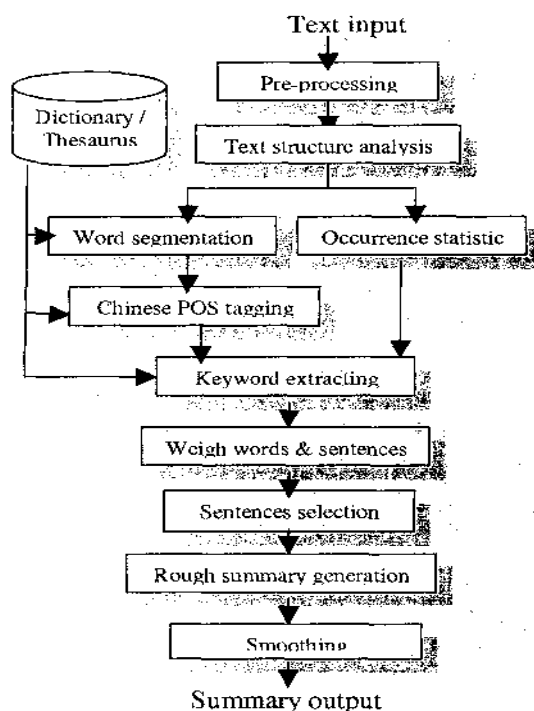 Text input
Pre-processing
Dictionary /
Thesaurus
Text structure analysis
Word segmentation
Occurrence statistic
Chinese POS tagging
Keyword extracting
Weigh words & sentences
Sentences selection
Rough summary generation
Smoothing
Summary output